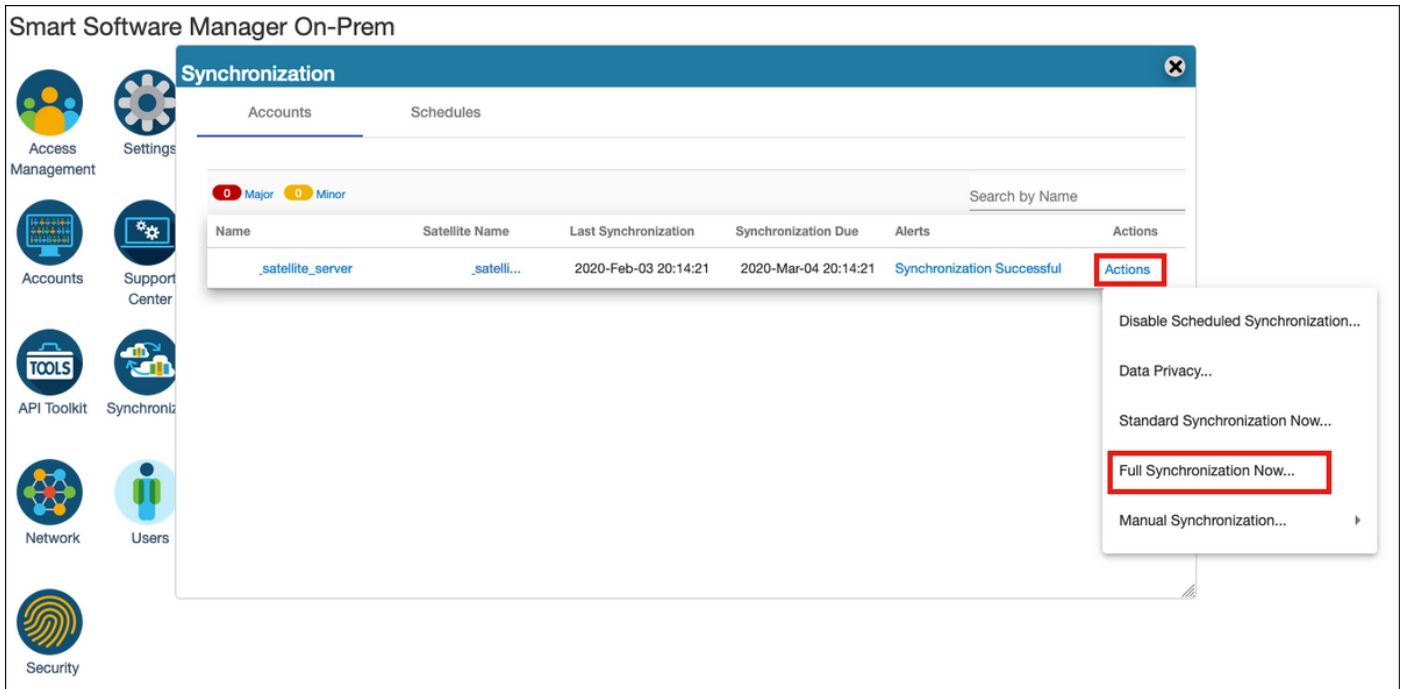 Smart Software Manager On-Prem
Synchronization
Accounts
Schedules
0 Major 0 Minor
Search by Name
Name Satellite Name Last Synchronization Synchronization Due Alerts Actions
_satellite_server _satelli... 2020-Feb-03 20:14:21 2020-Mar-04 20:14:21 Synchronization Successful Actions
Disable Scheduled Synchronization...
Data Privacy...
Standard Synchronization Now...
Full Synchronization Now...
Manual Synchronization...
Access
Management
Settings
Accounts
Support
Center
TOOLS
API Toolkit
Synchroniz
Network
Users
Security